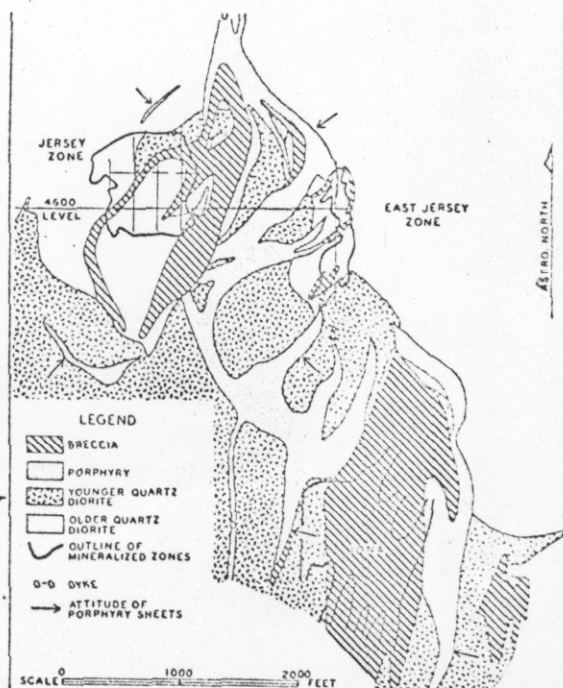 JERSEY
ZONE
4600
LEVEL
EAST JERSEY
ZONE
ASTRO NORTH
LEGEND
BRECCIA
PORPHYRY
YOUNGER QUARTZ
DIORITE
OLDER QUARTZ
DIORITE
OUTLINE OF
MINERALIZED ZONES
DYKE
ATTITUDE OF
PORPHYRY SHEETS
0 1000 2000
SCALE FEET